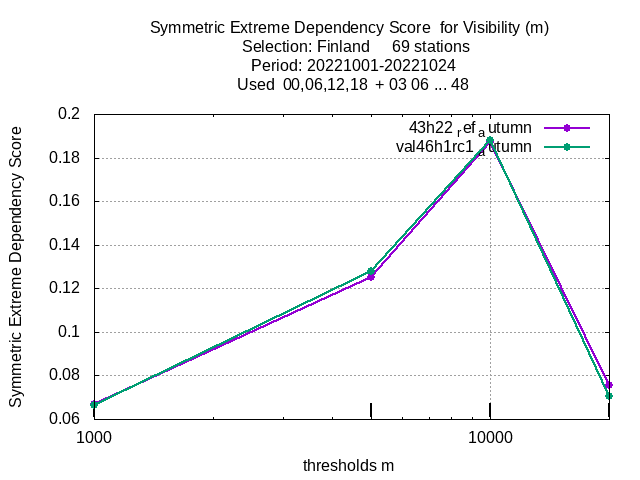 Symmetric Extreme Dependency Score  for Visibility (m)
Selection: Finland     69 stations
Period: 20221001-20221024
Used  00,06,12,18  + 03 06 ... 48
43h22 ref autumn
val46h1rc1 autumn
Symmetric Extreme Dependency Score
0.2
0.18
0.16
0.14
0.12
0.1
0.08
0.06
1000
10000
thresholds m